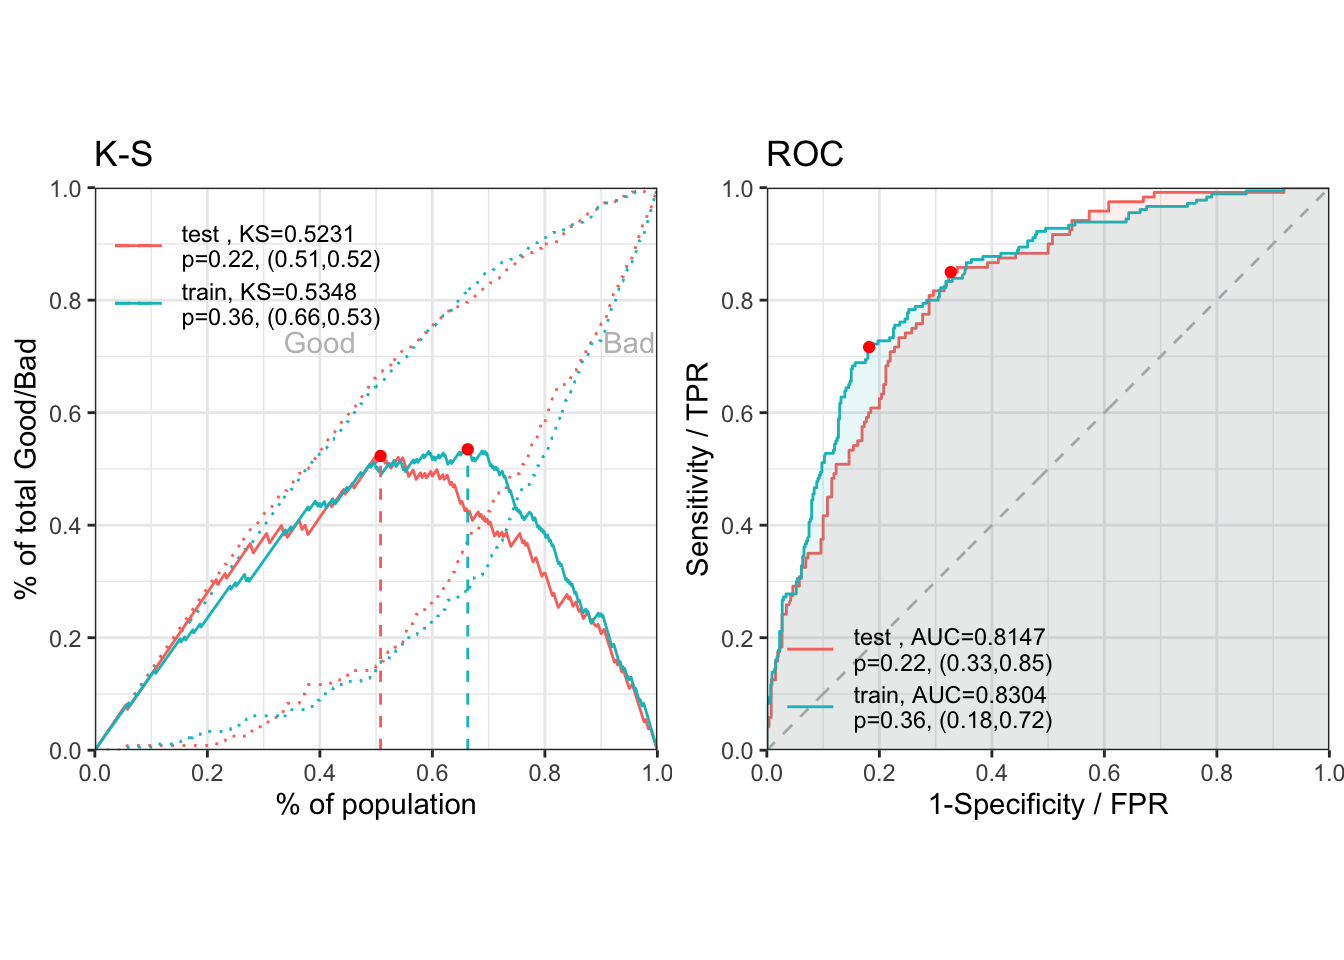 K-S
1.0
0.8
0.6
0.4
0.2
0.0
% of total Good/Bad
test , KS=0.5231
p=0.22, (0.51,0.52)
train, KS=0.5348
p=0.36, (0.66,0.53)
Good
Bad
0.0 0.2 0.4 0.6 0.8 1.0
% of population
ROC
1.0
0.8
0.6
0.4
0.2
0.0
Sensitivity / TPR
test , AUC=0.8147
p=0.22, (0.33,0.85)
train, AUC=0.8304
p=0.36, (0.18,0.72)
0.0 0.2 0.4 0.6 0.8 1.0
1-Specificity / FPR